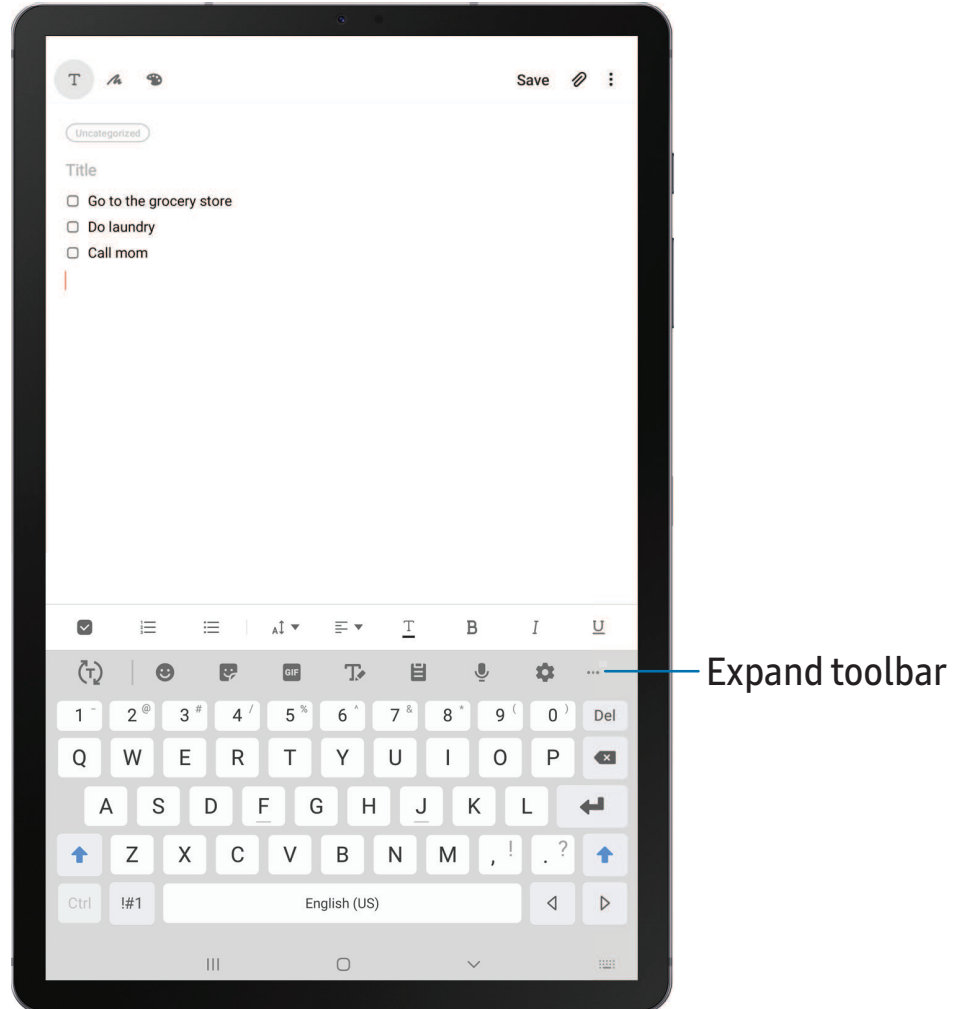 T Save
Uncategorized
Title
Go to the grocery store
Do laundry
Call mom
A T B I U
T GIF T
Expand toolbar
1 - 2 @ 3 # 4 / 5 % 6 ^ 7 & 8 * 9 ( 0 ) Del
Q W E R T Y U I O P
A S D F G H J K L
Z X C V B N M , ! . ?
Ctrl !#1 English (US)